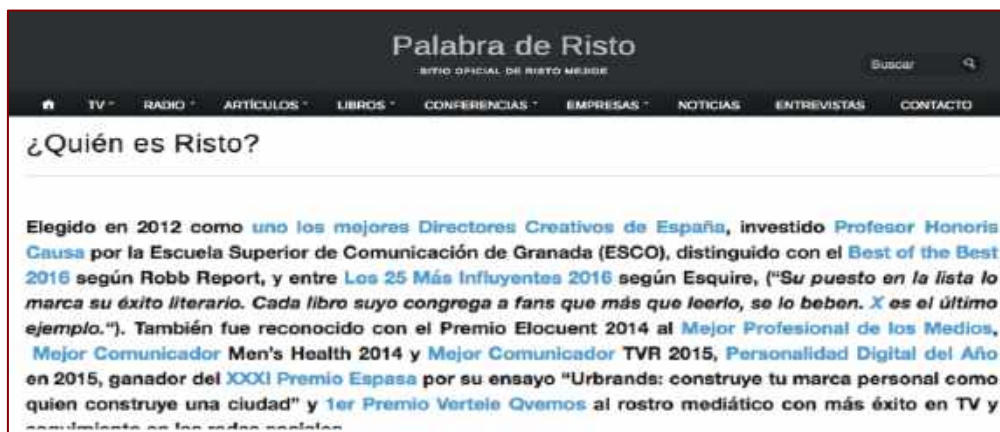 Palabra de Risto
SITIO OFICIAL DE RISTO MEJIDE
Buscar
TV RADIO ARTÍCULOS LIBROS CONFERENCIAS EMPRESAS NOTICIAS ENTREVISTAS CONTACTO
¿Quién es Risto?
Elegido en 2012 como uno los mejores Directores Creativos de España, investido Profesor Honoris
Causa por la Escuela Superior de Comunicación de Granada (ESCO), distinguido con el Best of the Best
2016 según Robb Report, y entre Los 25 Más Influyentes 2016 según Esquire, ("Su puesto en la lista lo
marca su éxito literario. Cada libro suyo congrega a fans que más que leerlo, se lo beben. X es el último
ejemplo."). También fue reconocido con el Premio Elocuent 2014 al Mejor Profesional de los Medios,
Mejor Comunicador Men's Health 2014 y Mejor Comunicador TVR 2015, Personalidad Digital del Año
en 2015, ganador del XXXI Premio Espasa por su ensayo "Urbrands: construye tu marca personal como
quien construye una ciudad" y 1er Premio Vertele Qvemos al rostro mediático con más éxito en TV y
seguimiento en las redes sociales